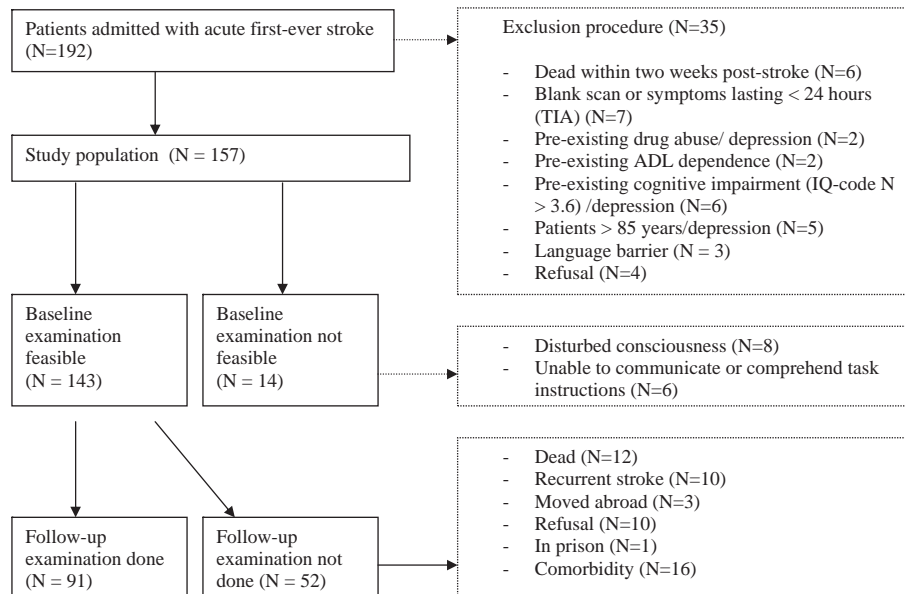 Patients admitted with acute first-ever stroke
(N=192)
Exclusion procedure (N=35)
- Dead within two weeks post-stroke (N=6)
- Blank scan or symptoms lasting < 24 hours
(TIA) (N=7)
- Pre-existing drug abuse/ depression (N=2)
- Pre-existing ADL dependence (N=2)
- Pre-existing cognitive impairment (IQ-code N
> 3.6) /depression (N=6)
- Patients > 85 years/depression (N=5)
- Language barrier (N = 3)
- Refusal (N=4)
Study population (N = 157)
Baseline
examination
feasible
(N = 143)
Baseline
examination not
feasible
(N = 14)
- Disturbed consciousness (N=8)
- Unable to communicate or comprehend task
instructions (N=6)
Follow-up
examination done
(N = 91)
Follow-up
examination not
done (N = 52)
- Dead (N=12)
- Recurrent stroke (N=10)
- Moved abroad (N=3)
- Refusal (N=10)
- In prison (N=1)
- Comorbidity (N=16)